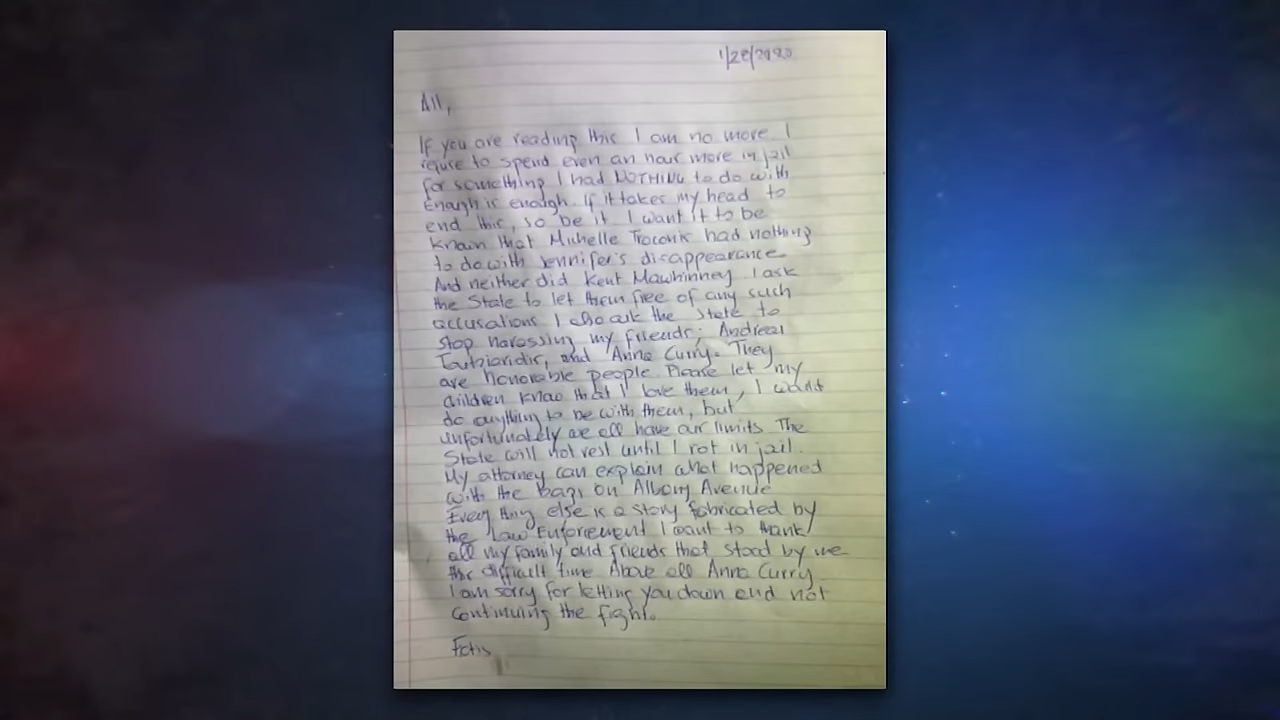 1/28/2020
All,
If you are reading this I am no more. I
refuse to spend even an hour more in jail
for something I had NOTHING to do with
Enough is enough. If it takes my head to
end this, so be it. I want it to be
known that Michelle Troconis had nothing
to do with Jennifer's disappearance.
And neither did Kent Mawhinney. I ask
the State to let them free of any such
accusations. I also ask the State to
stop harassing my friends; Andreas
Toutziaridis, and Anna Curry. They
are honorable people. Please let my
children know that I love them, I would
do anything to be with them, but
unfortunately we all have our limits. The
State will not rest until I rot in jail.
My attorney can explain what happened
with the bags on Albany Avenue
Everything else is a story fabricated by
the Law Enforcement. I want to thank
all my family and friends that stood by me
this difficult time. Above all Anna Curry.
I am sorry for letting you down and not
continuing the fight.
Fotis